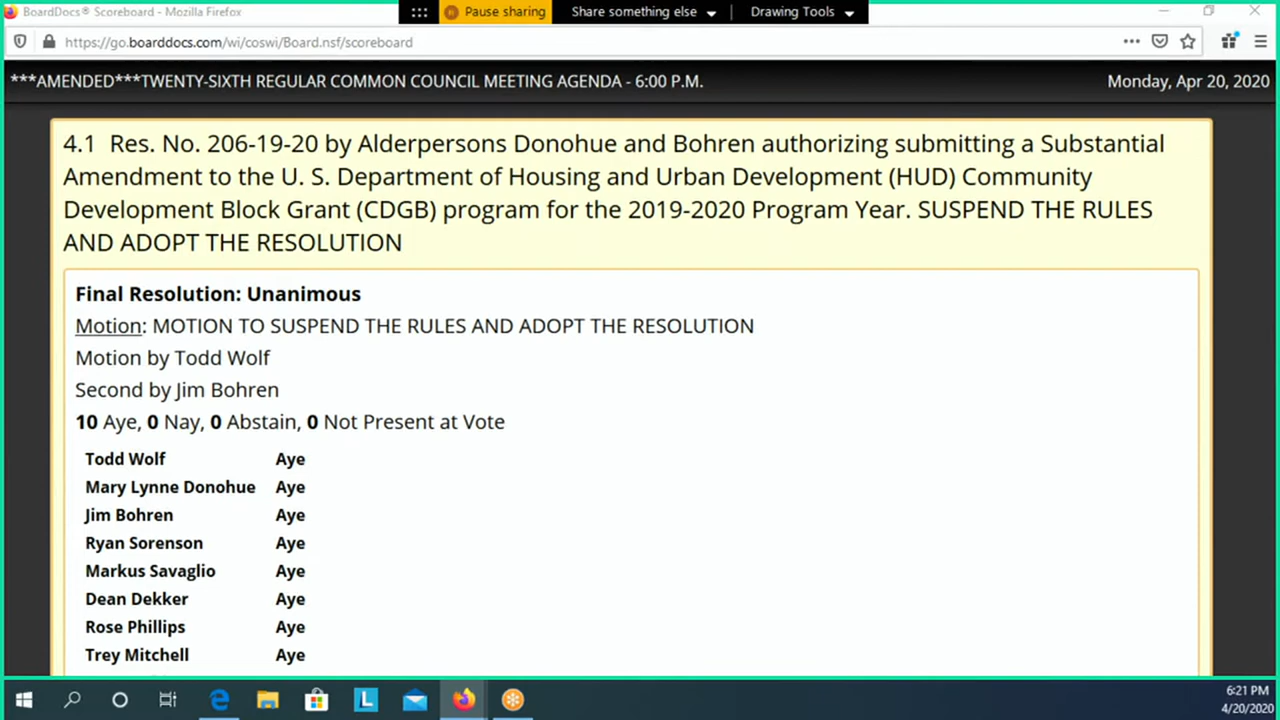 BoardDocs® Scoreboard - Mozilla Firefox
Pause sharing
Share something else
Drawing Tools
https://go.boarddocs.com/wi/coswi/Board.nsf/scoreboard
***AMENDED***TWENTY-SIXTH REGULAR COMMON COUNCIL MEETING AGENDA - 6:00 P.M.
Monday, Apr 20, 2020
4.1 Res. No. 206-19-20 by Alderpersons Donohue and Bohren authorizing submitting a Substantial
Amendment to the U. S. Department of Housing and Urban Development (HUD) Community
Development Block Grant (CDGB) program for the 2019-2020 Program Year. SUSPEND THE RULES
AND ADOPT THE RESOLUTION
Final Resolution: Unanimous
Motion: MOTION TO SUSPEND THE RULES AND ADOPT THE RESOLUTION
Motion by Todd Wolf
Second by Jim Bohren
10 Aye, 0 Nay, 0 Abstain, 0 Not Present at Vote
Todd Wolf Aye
Mary Lynne Donohue Aye
Jim Bohren Aye
Ryan Sorenson Aye
Markus Savaglio Aye
Dean Dekker Aye
Rose Phillips Aye
Trey Mitchell Aye
L
6:21 PM
4/20/2020